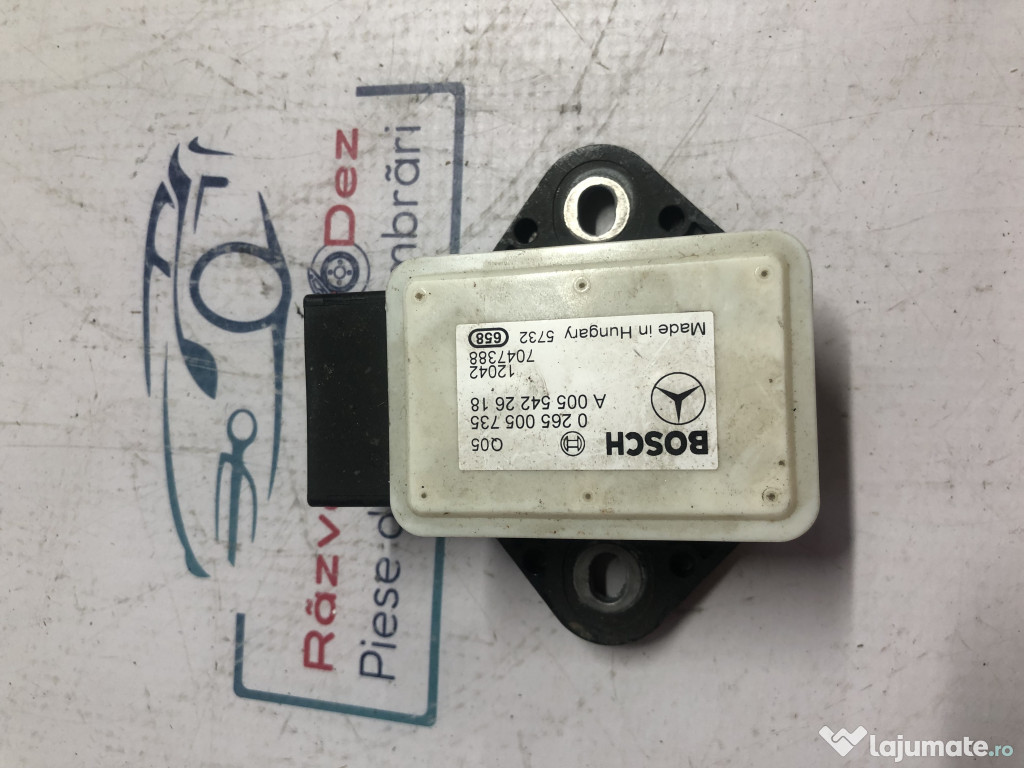 BOSCH
Q05
0 265 005 735
A 005 542 26 18
12042
7047388
658
Made in Hungary 5732
Dez
Piese d
mbrări
lajumate.ro